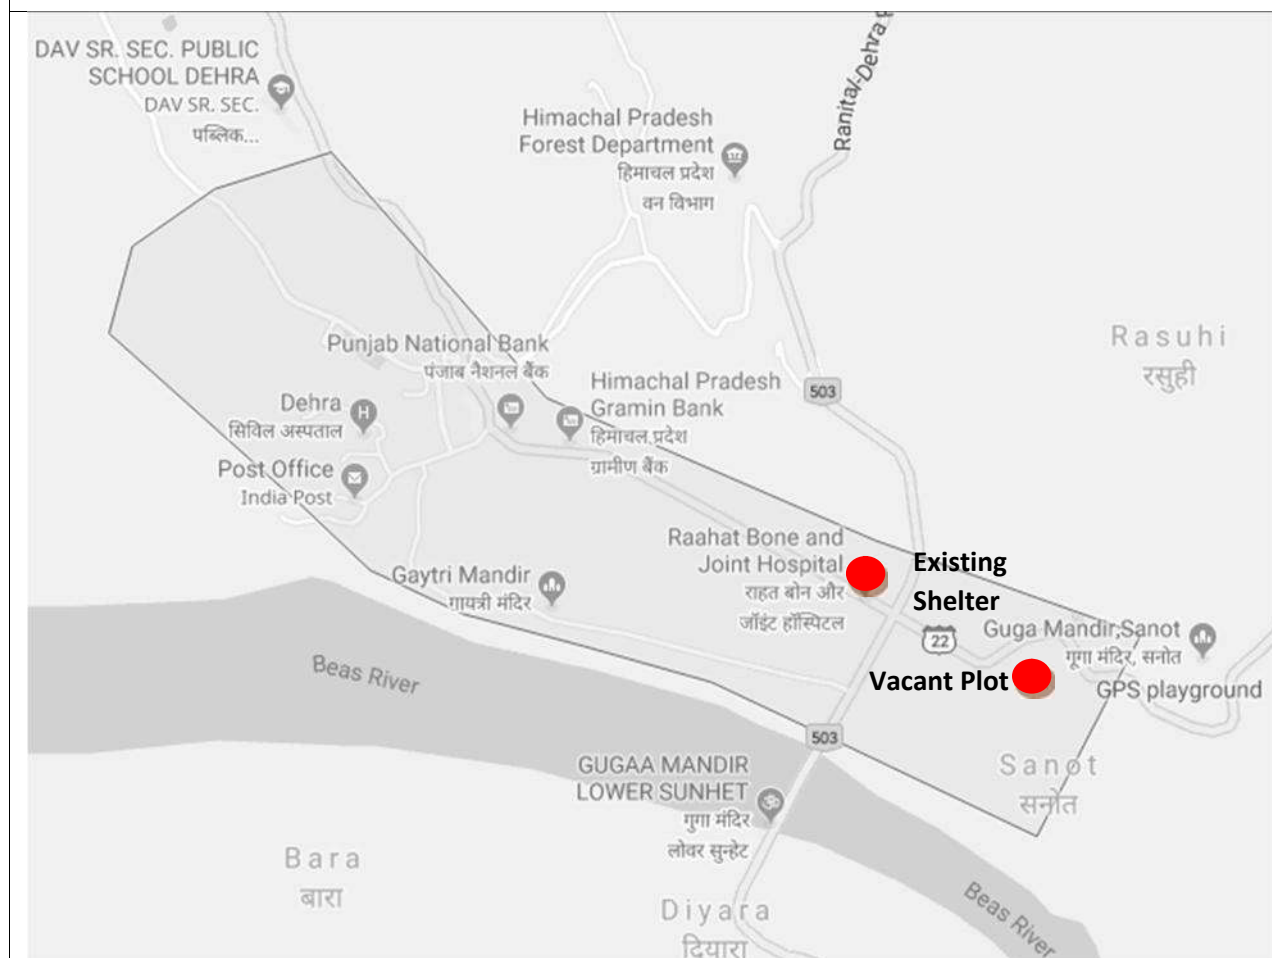 DAV SR. SEC. PUBLIC
SCHOOL DEHRA
DAV SR. SEC.
पब्लिक...
Himachal Pradesh
Forest Department
हिमाचल प्रदेश
वन विभाग
Ranital-Dehra
Rasuhi
रसुही
Punjab National Bank
पंजाब नैशनल बैंक
503
Himachal Pradesh
Gramin Bank
हिमाचल प्रदेश
ग्रामीण बैंक
Dehra
सिविल अस्पताल
H
Post Office
India Post
Raahat Bone and
Joint Hospital
राहत बोन और
जॉइंट हॉस्पिटल
Existing
Shelter
Gaytri Mandir
गायत्री मंदिर
22
Guga Mandir,Sanot
गूगा मंदिर, सनोत
Beas River
Vacant Plot
GPS playground
503
Sanot
सनोत
GUGAA MANDIR
LOWER SUNHET
गुगा मंदिर
लोवर सुन्हेट
Bara
बारा
Diyara
दियारा
Beas River